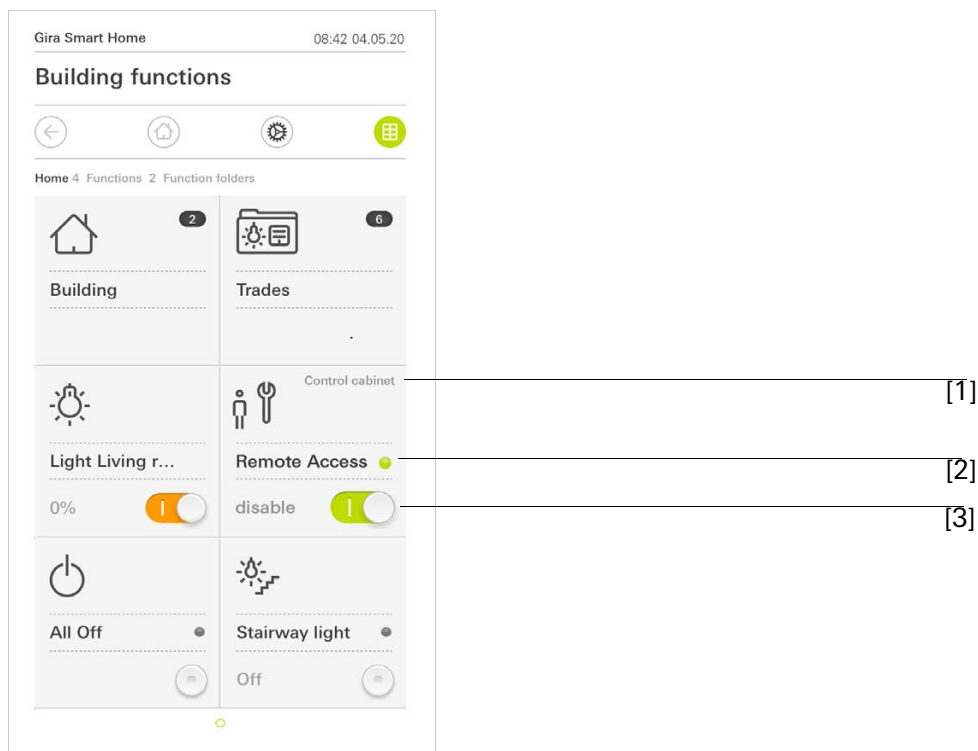 Gira Smart Home 08:42 04.05.20
Building functions
Home 4 Functions 2 Function folders
2 6
Building Trades
Control cabinet [1]
Light Living r... Remote Access [2]
0% disable [3]
All Off Stairway light
Off